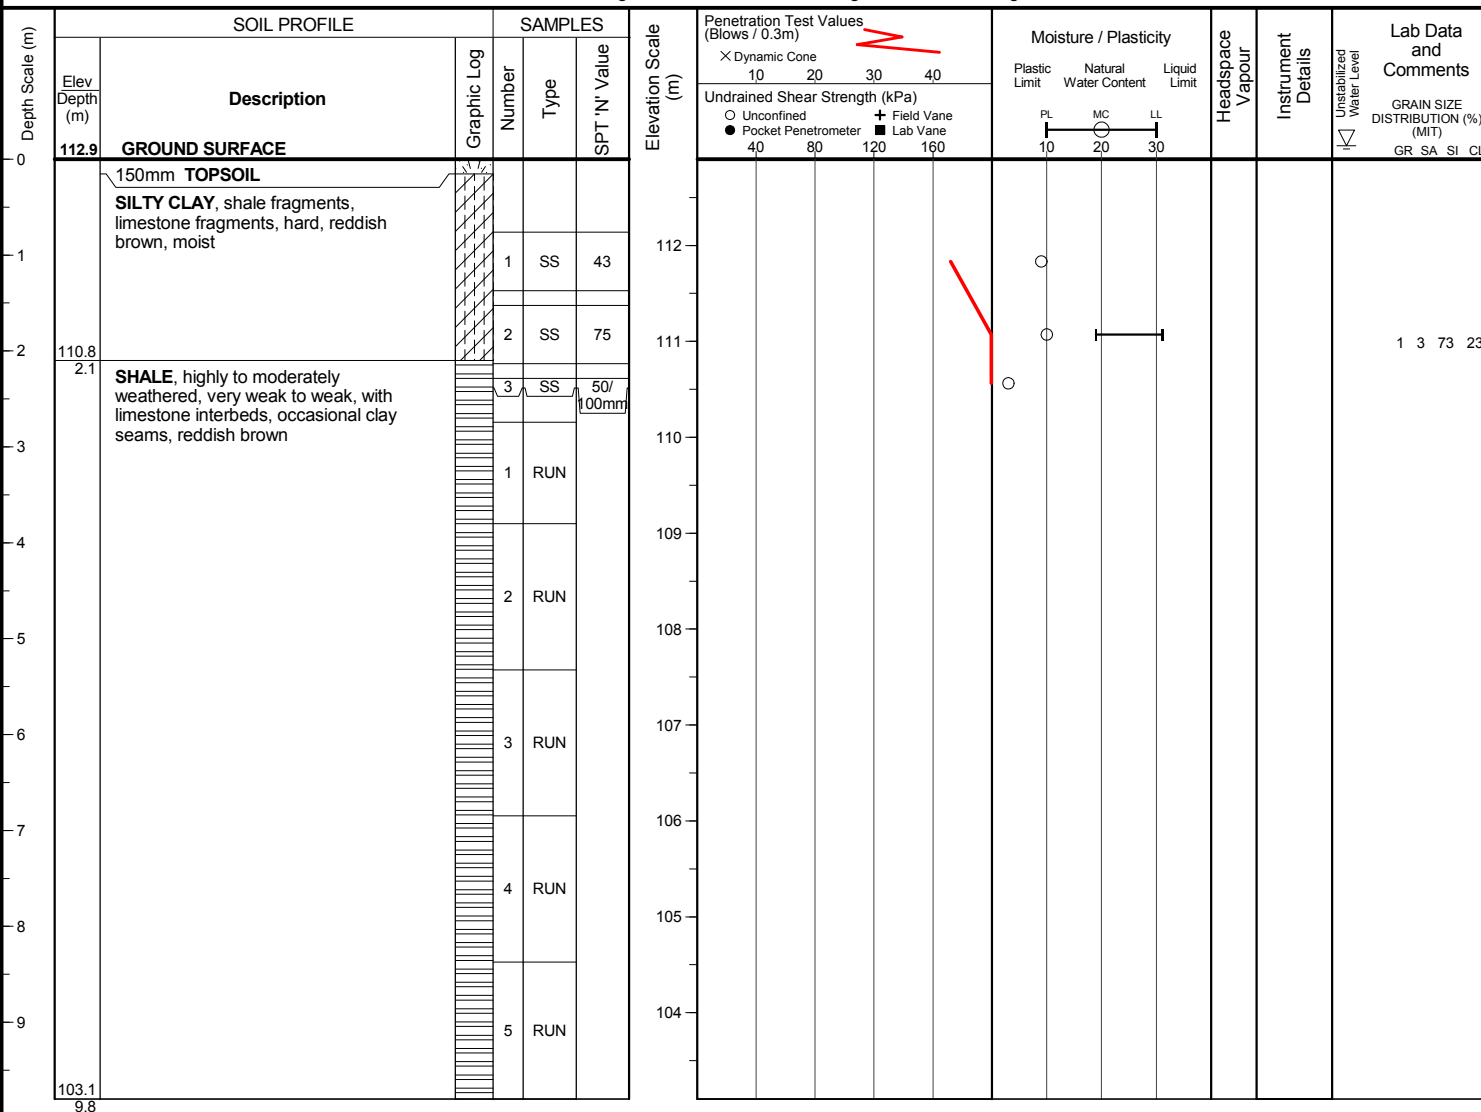 SOIL PROFILE
SAMPLES
Depth Scale (m)
Elev
Depth
(m)
Description
Graphic Log
Number
Type
SPT 'N' Value
Elevation Scale
(m)
Penetration Test Values
(Blows / 0.3m)
× Dynamic Cone
10 20 30 40
Undrained Shear Strength (kPa)
Unconfined
Field Vane
Pocket Penetrometer
Lab Vane
40 80 120 160
Moisture / Plasticity
Plastic
Limit
Natural
Water Content
Liquid
Limit
PL MC LL
10 20 30
Headspace
Vapour
Instrument
Details
Unstabilized
Water Level
Lab Data
and
Comments
GRAIN SIZE
DISTRIBUTION (%)
(MIT)
GR SA SI CL
112.9 GROUND SURFACE
0
150mm TOPSOIL
SILTY CLAY, shale fragments,
limestone fragments, hard, reddish
brown, moist
1 SS 43
2 SS 75
110.8
2.1
SHALE, highly to moderately
weathered, very weak to weak, with
limestone interbeds, occasional clay
seams, reddish brown
3 SS 50/
100mm
1 RUN
2 RUN
3 RUN
4 RUN
5 RUN
103.1
9.8
1
2
3
4
5
6
7
8
9
112
111
110
109
108
107
106
105
104
1 3 73 23